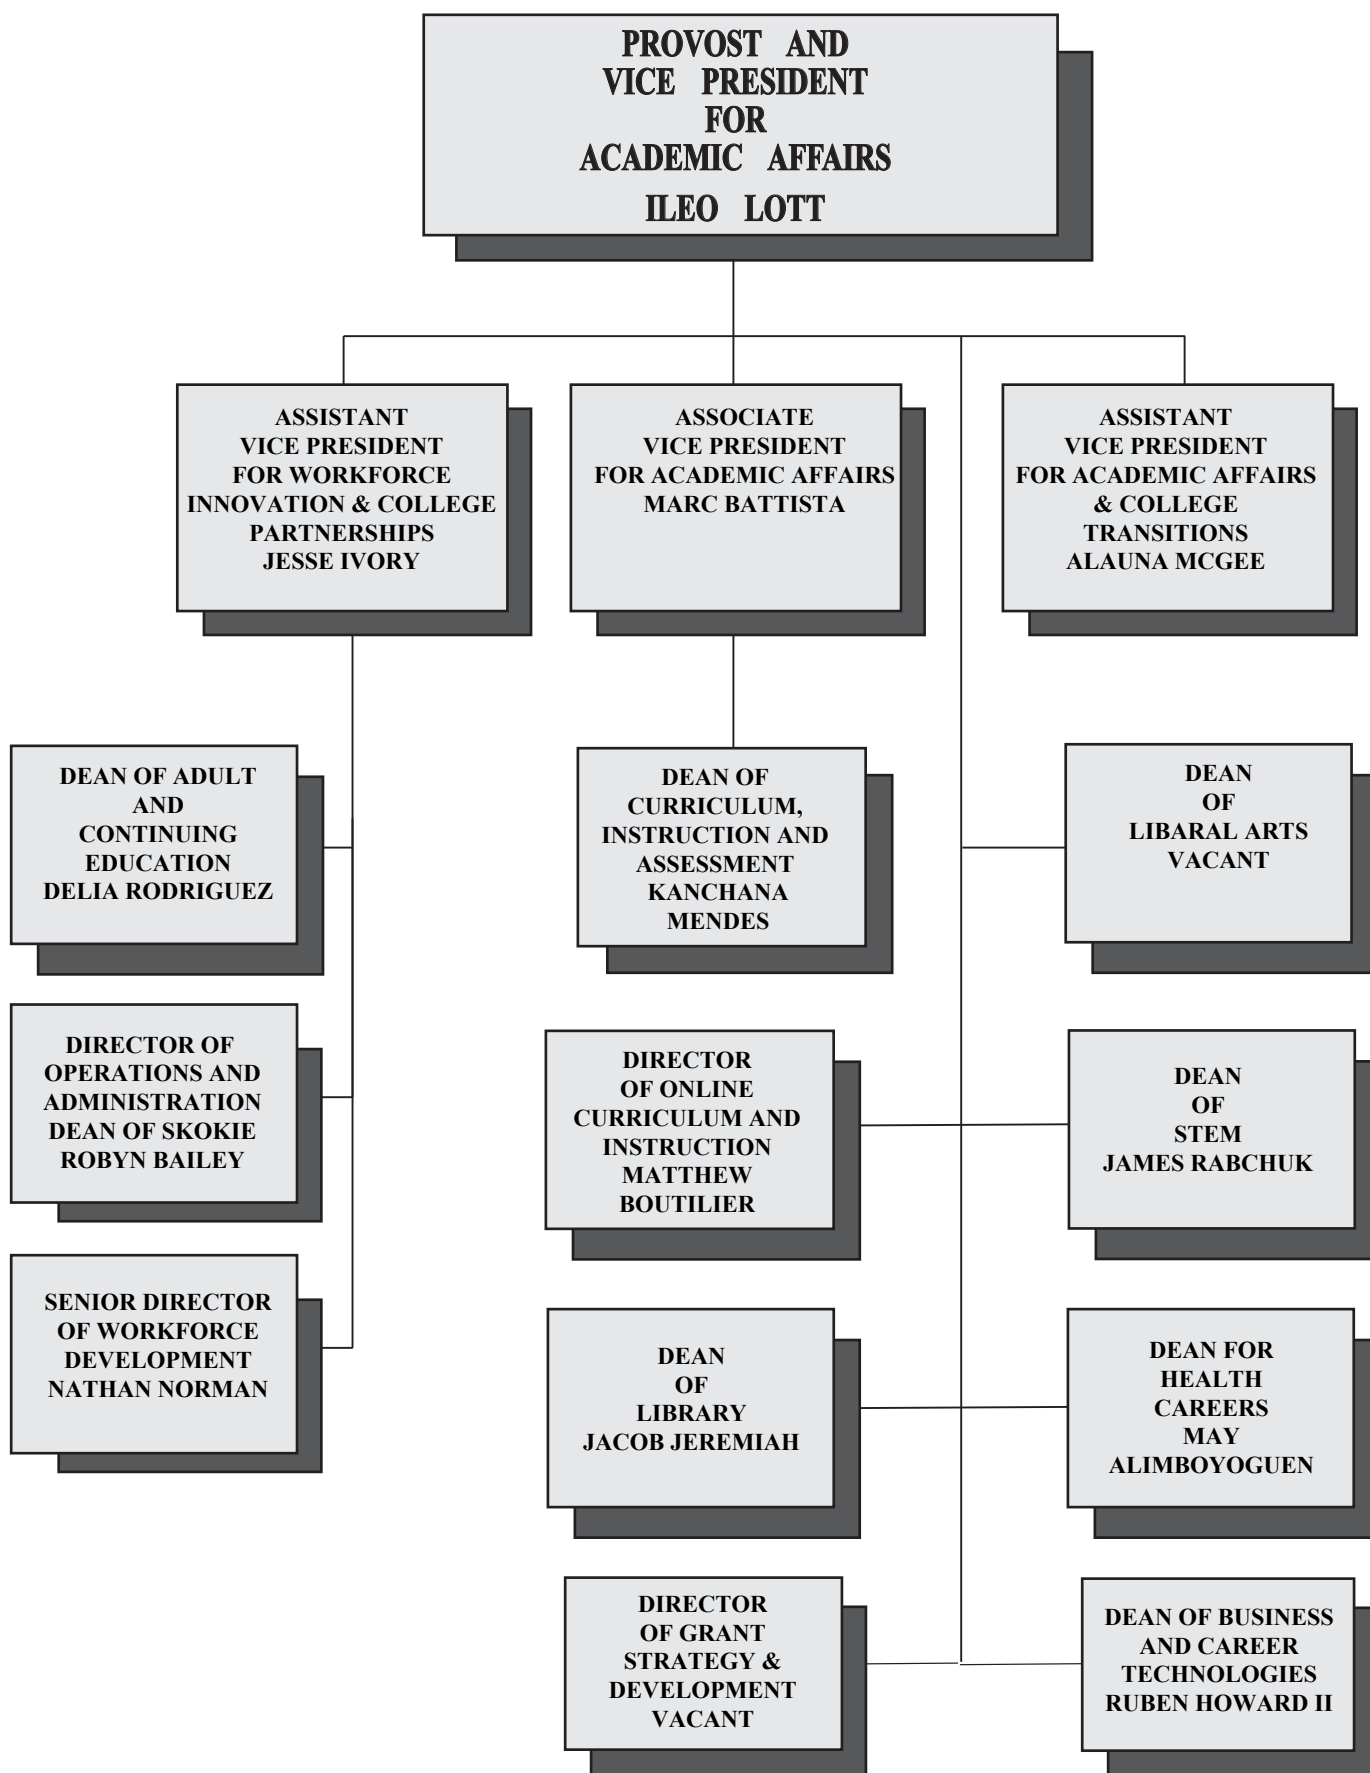 PROVOST AND
VICE PRESIDENT
FOR
ACADEMIC AFFAIRS
ILEO LOTT
ASSISTANT
VICE PRESIDENT
FOR WORKFORCE
INNOVATION & COLLEGE
PARTNERSHIPS
JESSE IVORY
ASSOCIATE
VICE PRESIDENT
FOR ACADEMIC AFFAIRS
MARC BATTISTA
ASSISTANT
VICE PRESIDENT
FOR ACADEMIC AFFAIRS
& COLLEGE
TRANSITIONS
ALAUNA MCGEE
DEAN OF ADULT
AND
CONTINUING
EDUCATION
DELIA RODRIGUEZ
DEAN OF
CURRICULUM,
INSTRUCTION AND
ASSESSMENT
KANCHANA
MENDES
DEAN
OF
LIBARAL ARTS
VACANT
DIRECTOR OF
OPERATIONS AND
ADMINISTRATION
DEAN OF SKOKIE
ROBYN BAILEY
DIRECTOR
OF ONLINE
CURRICULUM AND
INSTRUCTION
MATTHEW
BOUTILIER
DEAN
OF
STEM
JAMES RABCHUK
SENIOR DIRECTOR
OF WORKFORCE
DEVELOPMENT
NATHAN NORMAN
DEAN
OF
LIBRARY
JACOB JEREMIAH
DEAN FOR
HEALTH
CAREERS
MAY
ALIMBOYOGUEN
DIRECTOR
OF GRANT
STRATEGY &
DEVELOPMENT
VACANT
DEAN OF BUSINESS
AND CAREER
TECHNOLOGIES
RUBEN HOWARD II